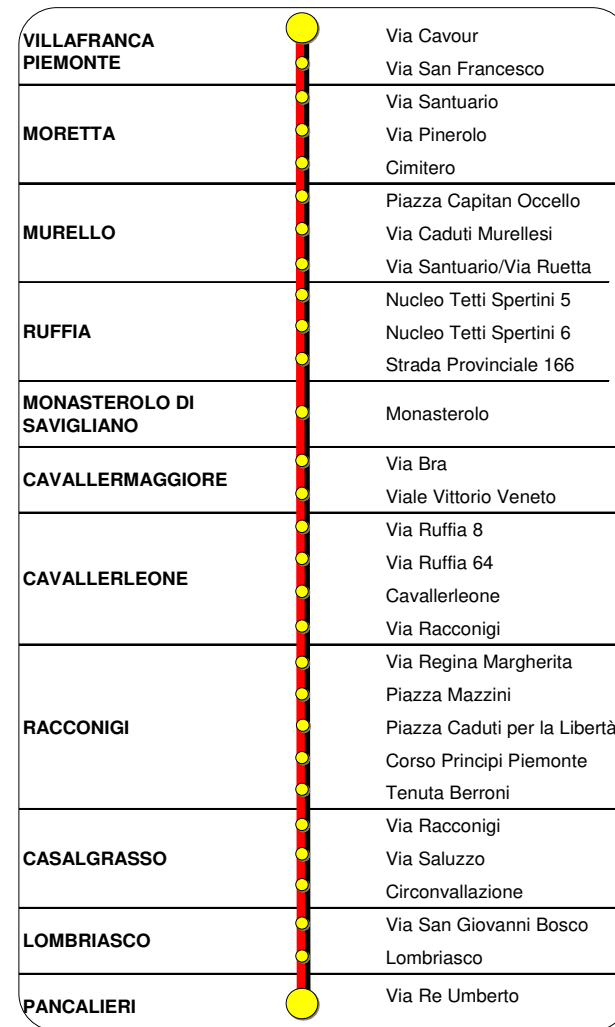 VILLAFRANCA
PIEMONTE
Via Cavour
Via San Francesco
MORETTA
Via Santuario
Via Pinerolo
Cimitero
MURELLO
Piazza Capitan Occello
Via Caduti Murellesi
Via Santuario/Via Ruetta
RUFFIA
Nucleo Tetti Spertini 5
Nucleo Tetti Spertini 6
Strada Provinciale 166
MONASTEROLO DI
SAVIGLIANO
Monasterolo
CAVALLERMAGGIORE
Via Bra
Viale Vittorio Veneto
CAVALLERLEONE
Via Ruffia 8
Via Ruffia 64
Cavallerleone
Via Racconigi
RACCONIGI
Via Regina Margherita
Piazza Mazzini
Piazza Caduti per la Libertà
Corso Principi Piemonte
Tenuta Berroni
CASALGRASSO
Via Racconigi
Via Saluzzo
Circonvallazione
LOMBRIASCO
Via San Giovanni Bosco
Lombriasco
PANCALIERI
Via Re Umberto